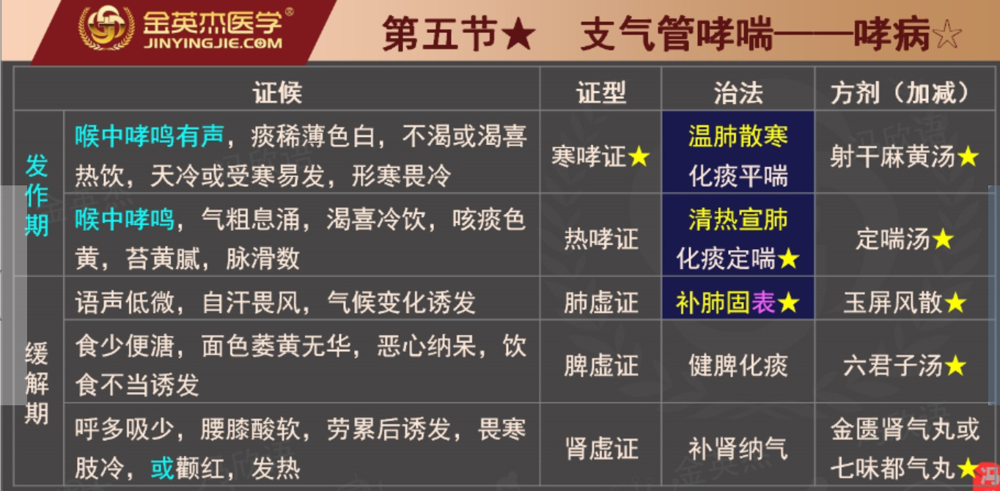 金英杰医学®
JINYINGJIE.COM
第五节★ 支气管哮喘——哮病☆
证候 证型 治法 方剂（加减）
发作期
喉中哮鸣有声，痰稀薄色白，不渴或渴喜
热饮，天冷或受寒易发，形寒畏冷
寒哮证★
温肺散寒
化痰平喘
射干麻黄汤★
喉中哮鸣，气粗息涌，渴喜冷饮，咳痰色
黄，苔黄腻，脉滑数
热哮证
清热宣肺
化痰定喘★
定喘汤★
缓解期
语声低微，自汗畏风，气候变化诱发
肺虚证
补肺固表★
玉屏风散★
食少便溏，面色萎黄无华，恶心纳呆，饮
食不当诱发
脾虚证
健脾化痰
六君子汤★
呼多吸少，腰膝酸软，劳累后诱发，畏寒
肢冷，或颧红，发热
肾虚证
补肾纳气
金匮肾气丸或
七味都气丸★
冯